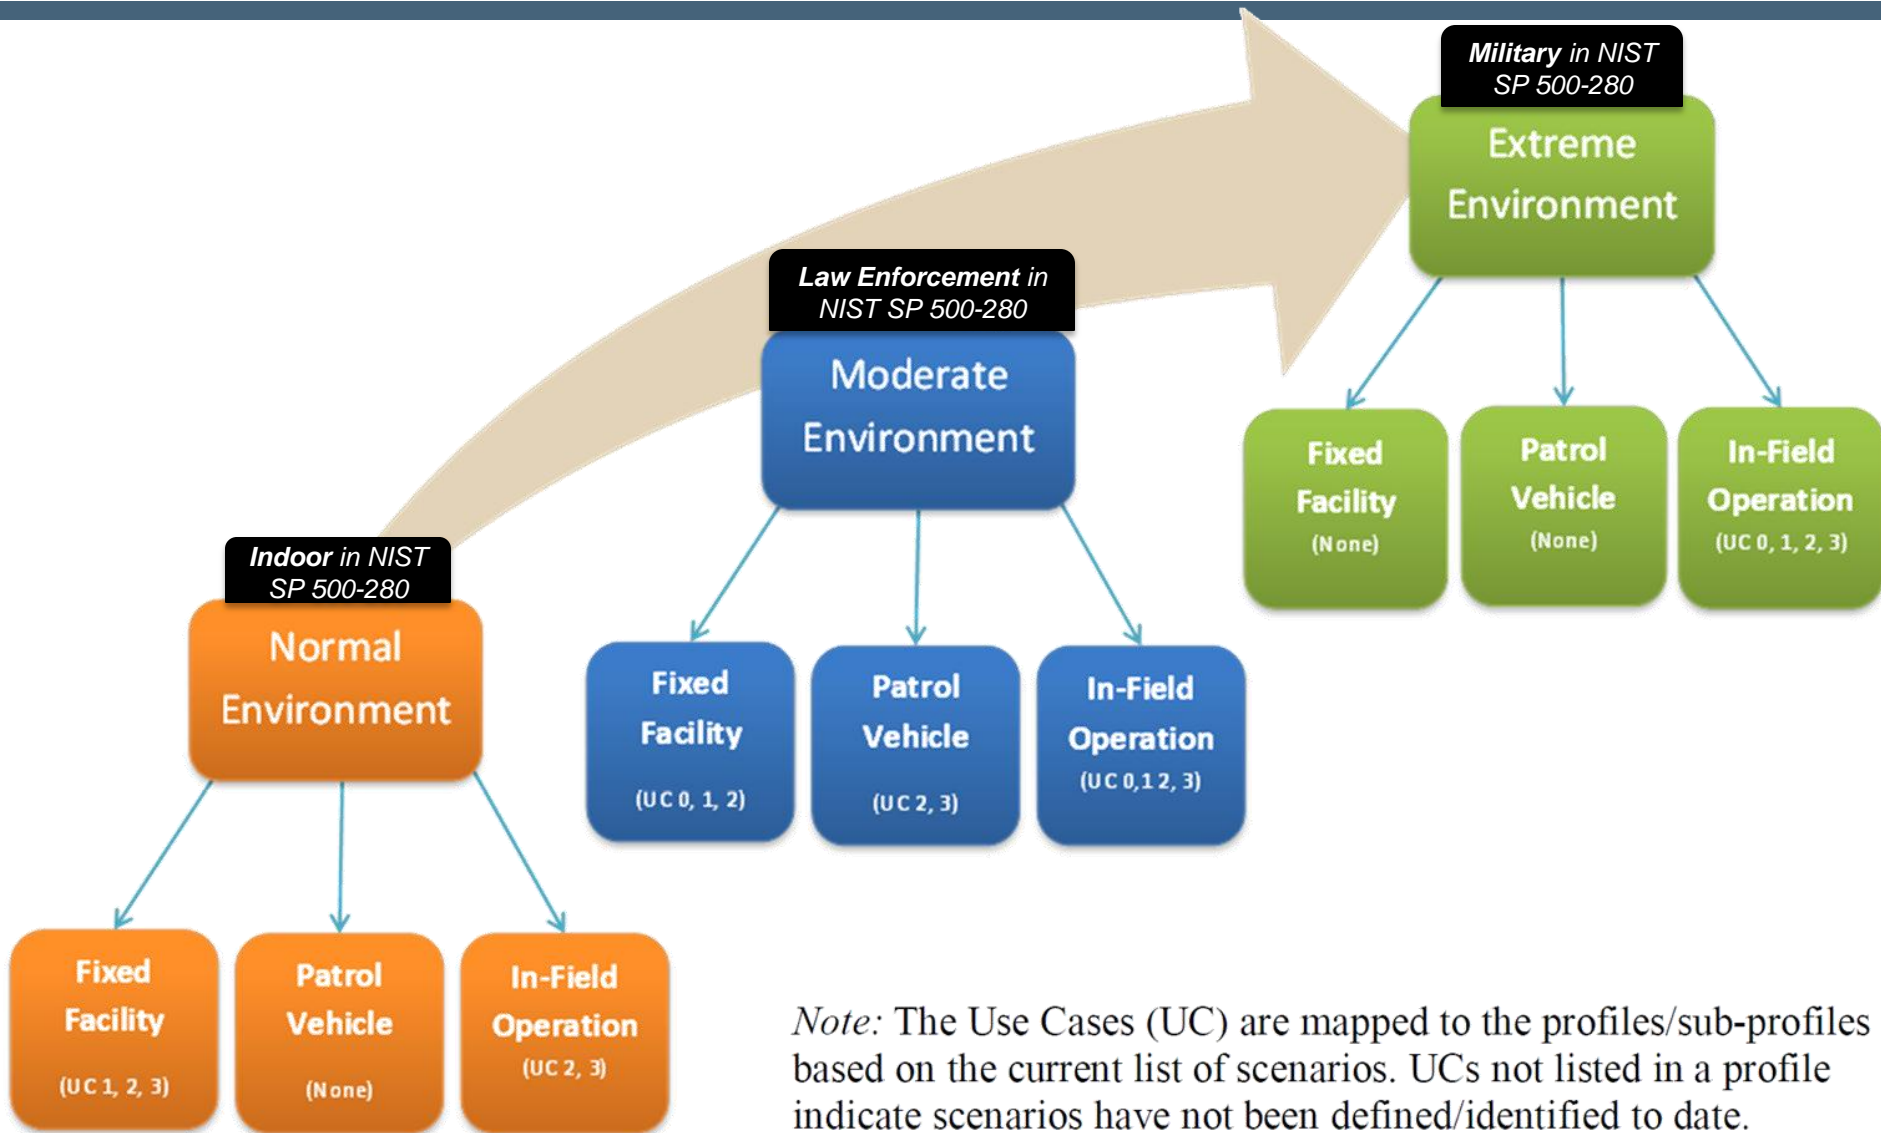 Military in NIST
SP 500-280
Extreme
Environment
Fixed
Facility
(None)
Patrol
Vehicle
(None)
In-Field
Operation
(UC 0, 1, 2, 3)
Law Enforcement in
NIST SP 500-280
Moderate
Environment
Fixed
Facility
(UC 0, 1, 2)
Patrol
Vehicle
(UC 2, 3)
In-Field
Operation
(UC 0,1 2, 3)
Indoor in NIST
SP 500-280
Normal
Environment
Fixed
Facility
(UC 1, 2, 3)
Patrol
Vehicle
(None)
In-Field
Operation
(UC 2, 3)
Note: The Use Cases (UC) are mapped to the profiles/sub-profiles
based on the current list of scenarios. UCs not listed in a profile
indicate scenarios have not been defined/identified to date.